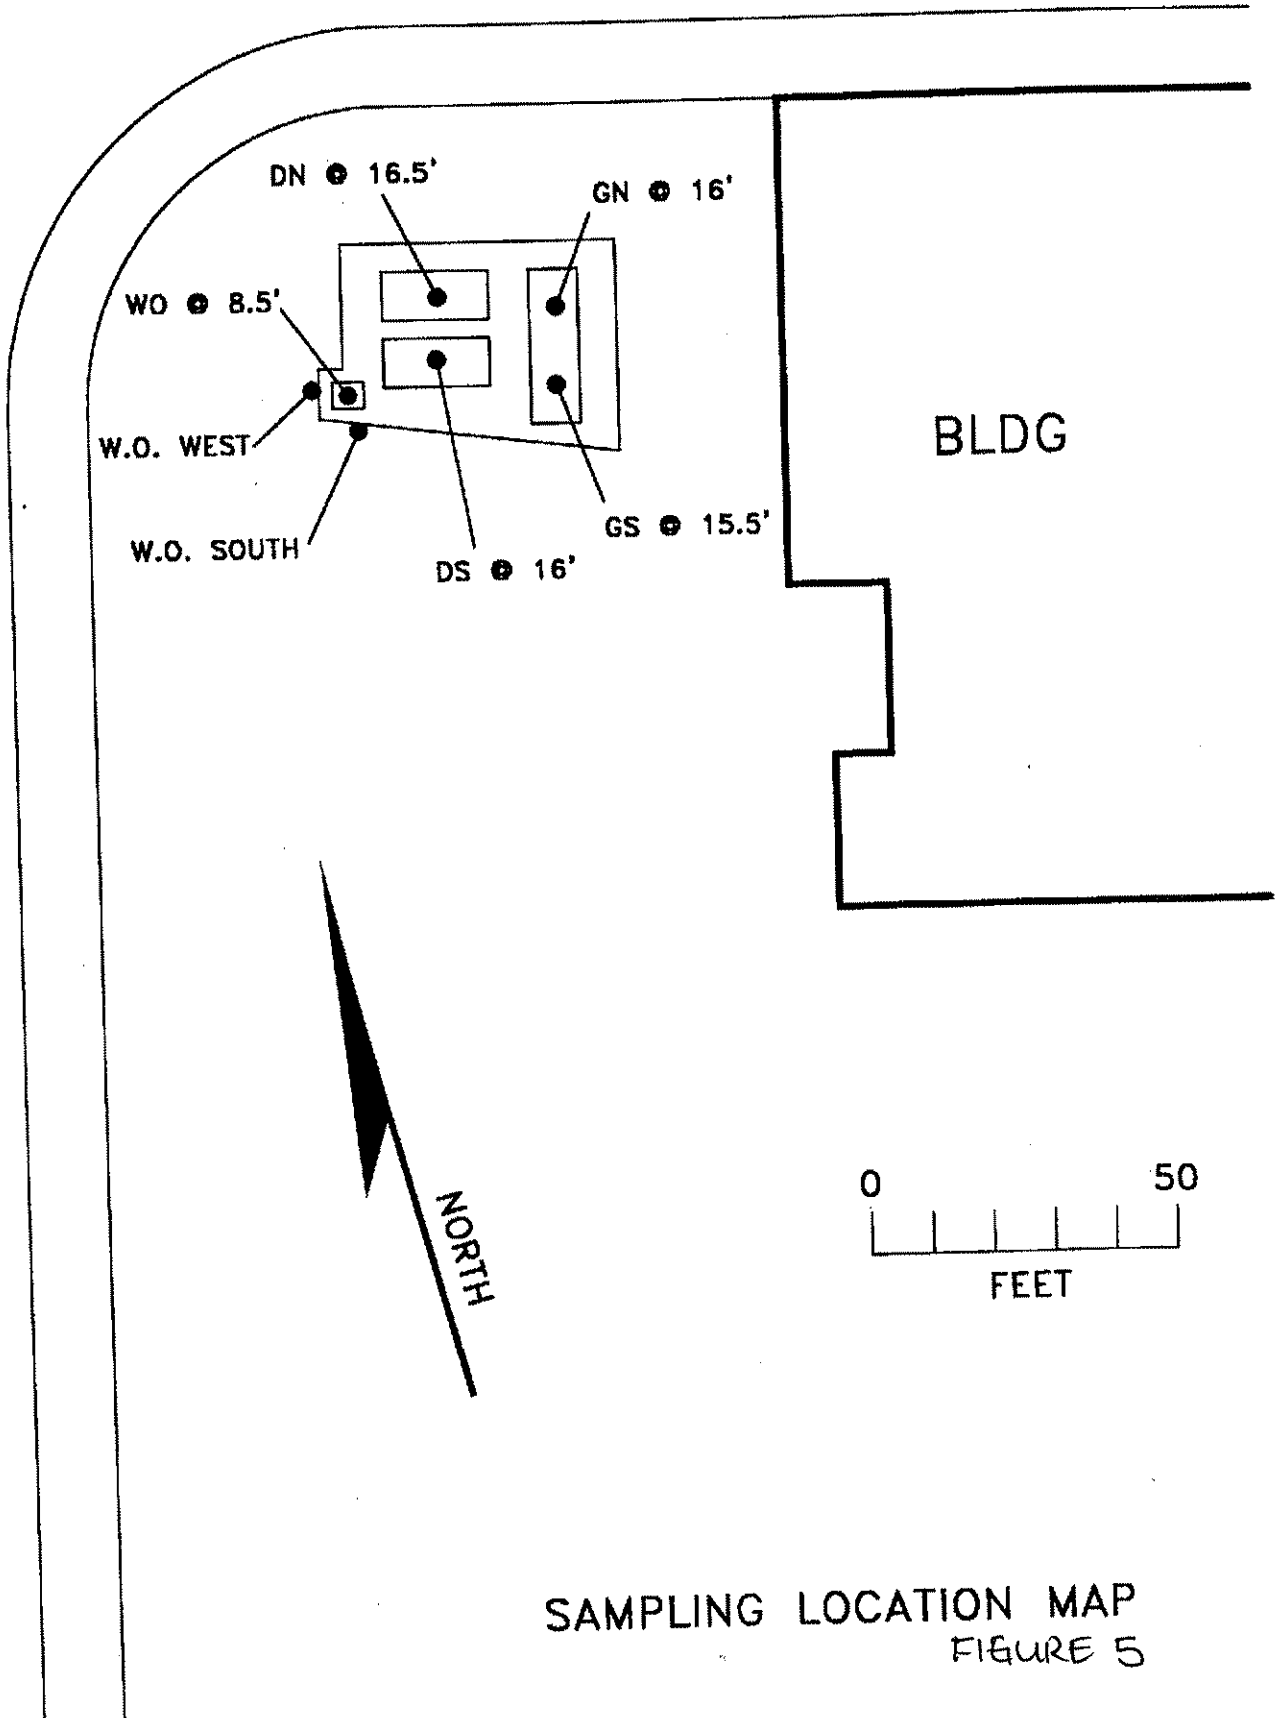 DN @ 16.5'
GN @ 16'
WO @ 8.5'
W.O. WEST
W.O. SOUTH
DS @ 16'
GS @ 15.5'
BLDG
NORTH
0 50
FEET
SAMPLING LOCATION MAP
FIGURE 5